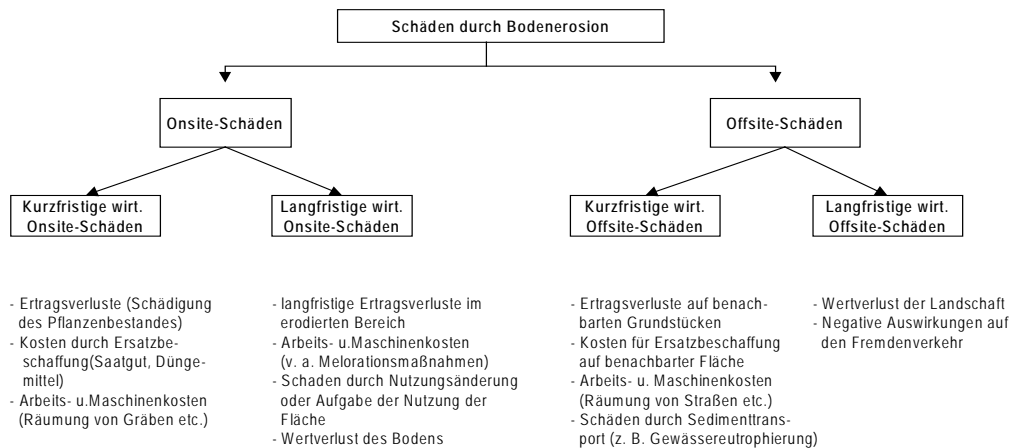 Schäden durch Bodenerosion
Onsite-Schäden
Offsite-Schäden
Kurzfristige wirt.
Onsite-Schäden
Langfristige wirt.
Onsite-Schäden
Kurzfristige wirt.
Offsite-Schäden
Langfristige wirt.
Offsite-Schäden
- Ertragsverluste (Schädigung
des Pflanzenbestandes)
- Kosten durch Ersatzbe-
schaffung(Saatgut, Dünge-
mittel)
- Arbeits- u.Maschinenkosten
(Räumung von Gräben etc.)
- langfristige Ertragsverluste im
erodierten Bereich
- Arbeits- u.Maschinenkosten
(v. a. Melorationsmaßnahmen)
- Schaden durch Nutzungsänderung
oder Aufgabe der Nutzung der
Fläche
- Wertverlust des Bodens
- Ertragsverluste auf benach-
barten Grundstücken
- Kosten für Ersatzbeschaffung
auf benachbarter Fläche
- Arbeits- u. Maschinenkosten
(Räumung von Straßen etc.)
- Schäden durch Sedimenttrans-
port (z. B. Gewässereutrophierung)
- Wertverlust der Landschaft
- Negative Auswirkungen auf
den Fremdenverkehr